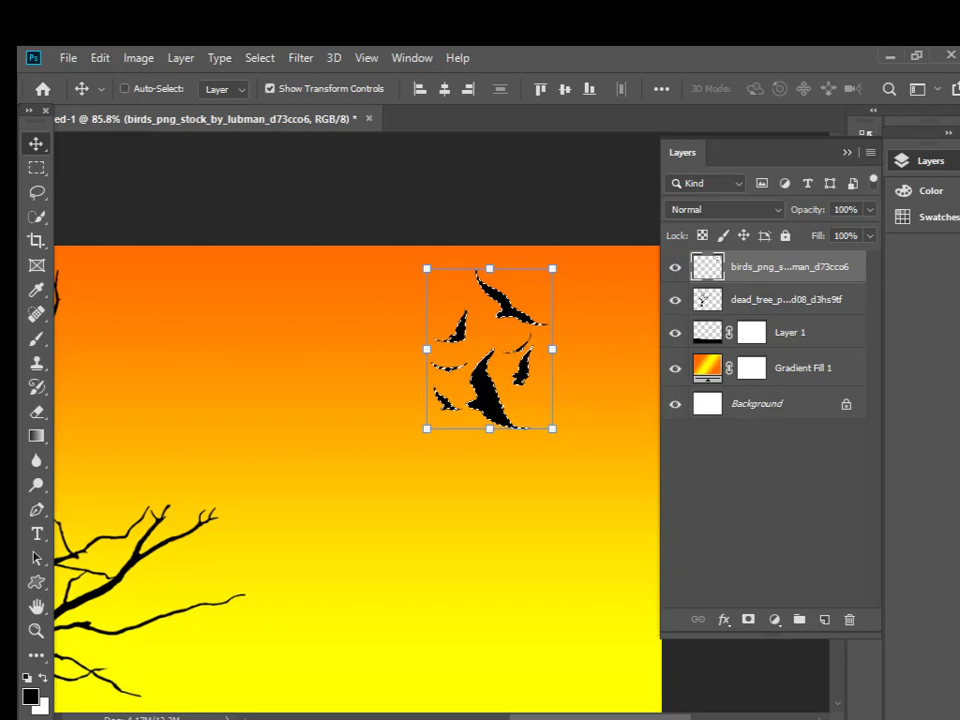 Ps File Edit Image Layer Type Select Filter 3D View Window Help
Auto-Select: Layer Show Transform Controls 3D Mode:
ed-1 @ 85.8% (birds_png_stock_by_lubman_d73cco6, RGB/8) *
Layers
Kind
Normal Opacity: 100%
Lock: Fill: 100%
birds_png_s...man_d73cco6
dead_tree_p...d08_d3hs9tf
Layer 1
Gradient Fill 1
Background
Layers
Color
Swatches